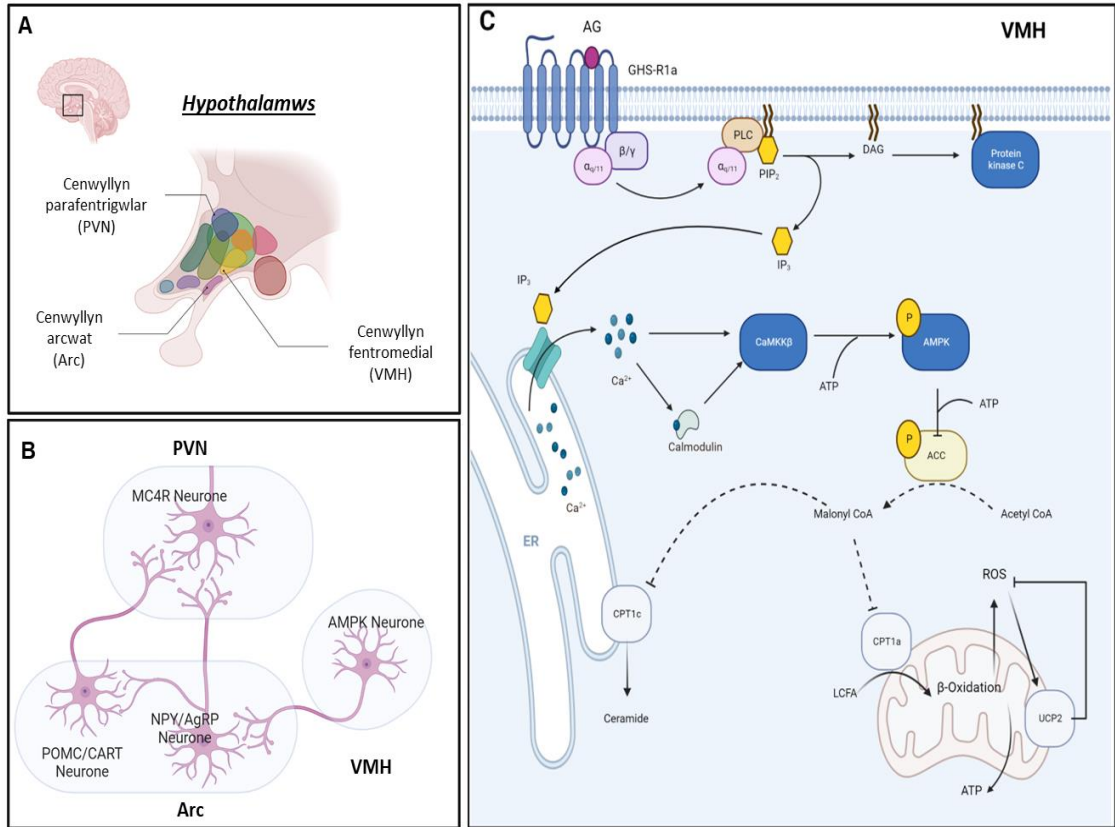 A
Hypothalamws
Cenwyllyn
parafentrigwlar
(PVN)
Cenwyllyn
arcwat
(Arc)
Cenwyllyn
fentromedial
(VMH)
B
PVN
MC4R Neurone
AMPK Neurone
NPY/AgRP
Neurone
POMC/CART
Neurone
VMH
Arc
C
VMH
AG
GHS-R1a
β/γ
αq/11
PLC
αq/11
PIP2
DAG
Protein
kinase C
IP3
IP3
Ca2+
CaMKKβ
ATP
P
AMPK
Calmodulin
ATP
P
ACC
Ca2+
ER
Malonyl CoA
Acetyl CoA
CPT1c
Ceramide
ROS
CPT1a
LCFA
β-Oxidation
UCP2
ATP